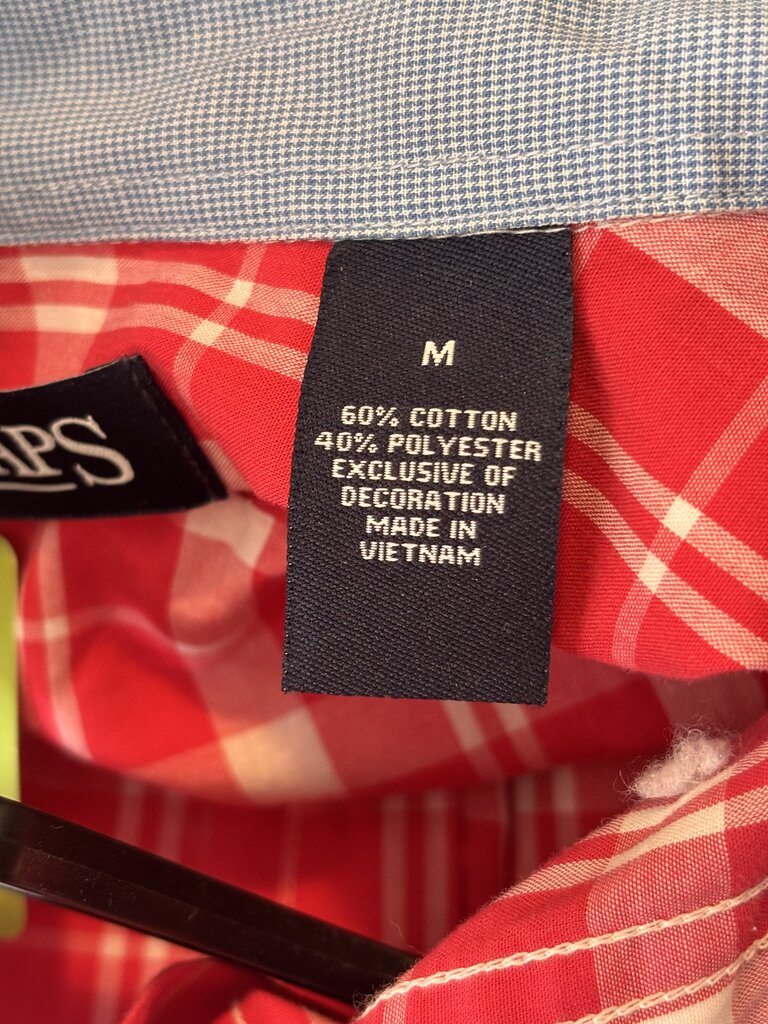 M
60% COTTON
40% POLYESTER
EXCLUSIVE OF
DECORATION
MADE IN
VIETNAM